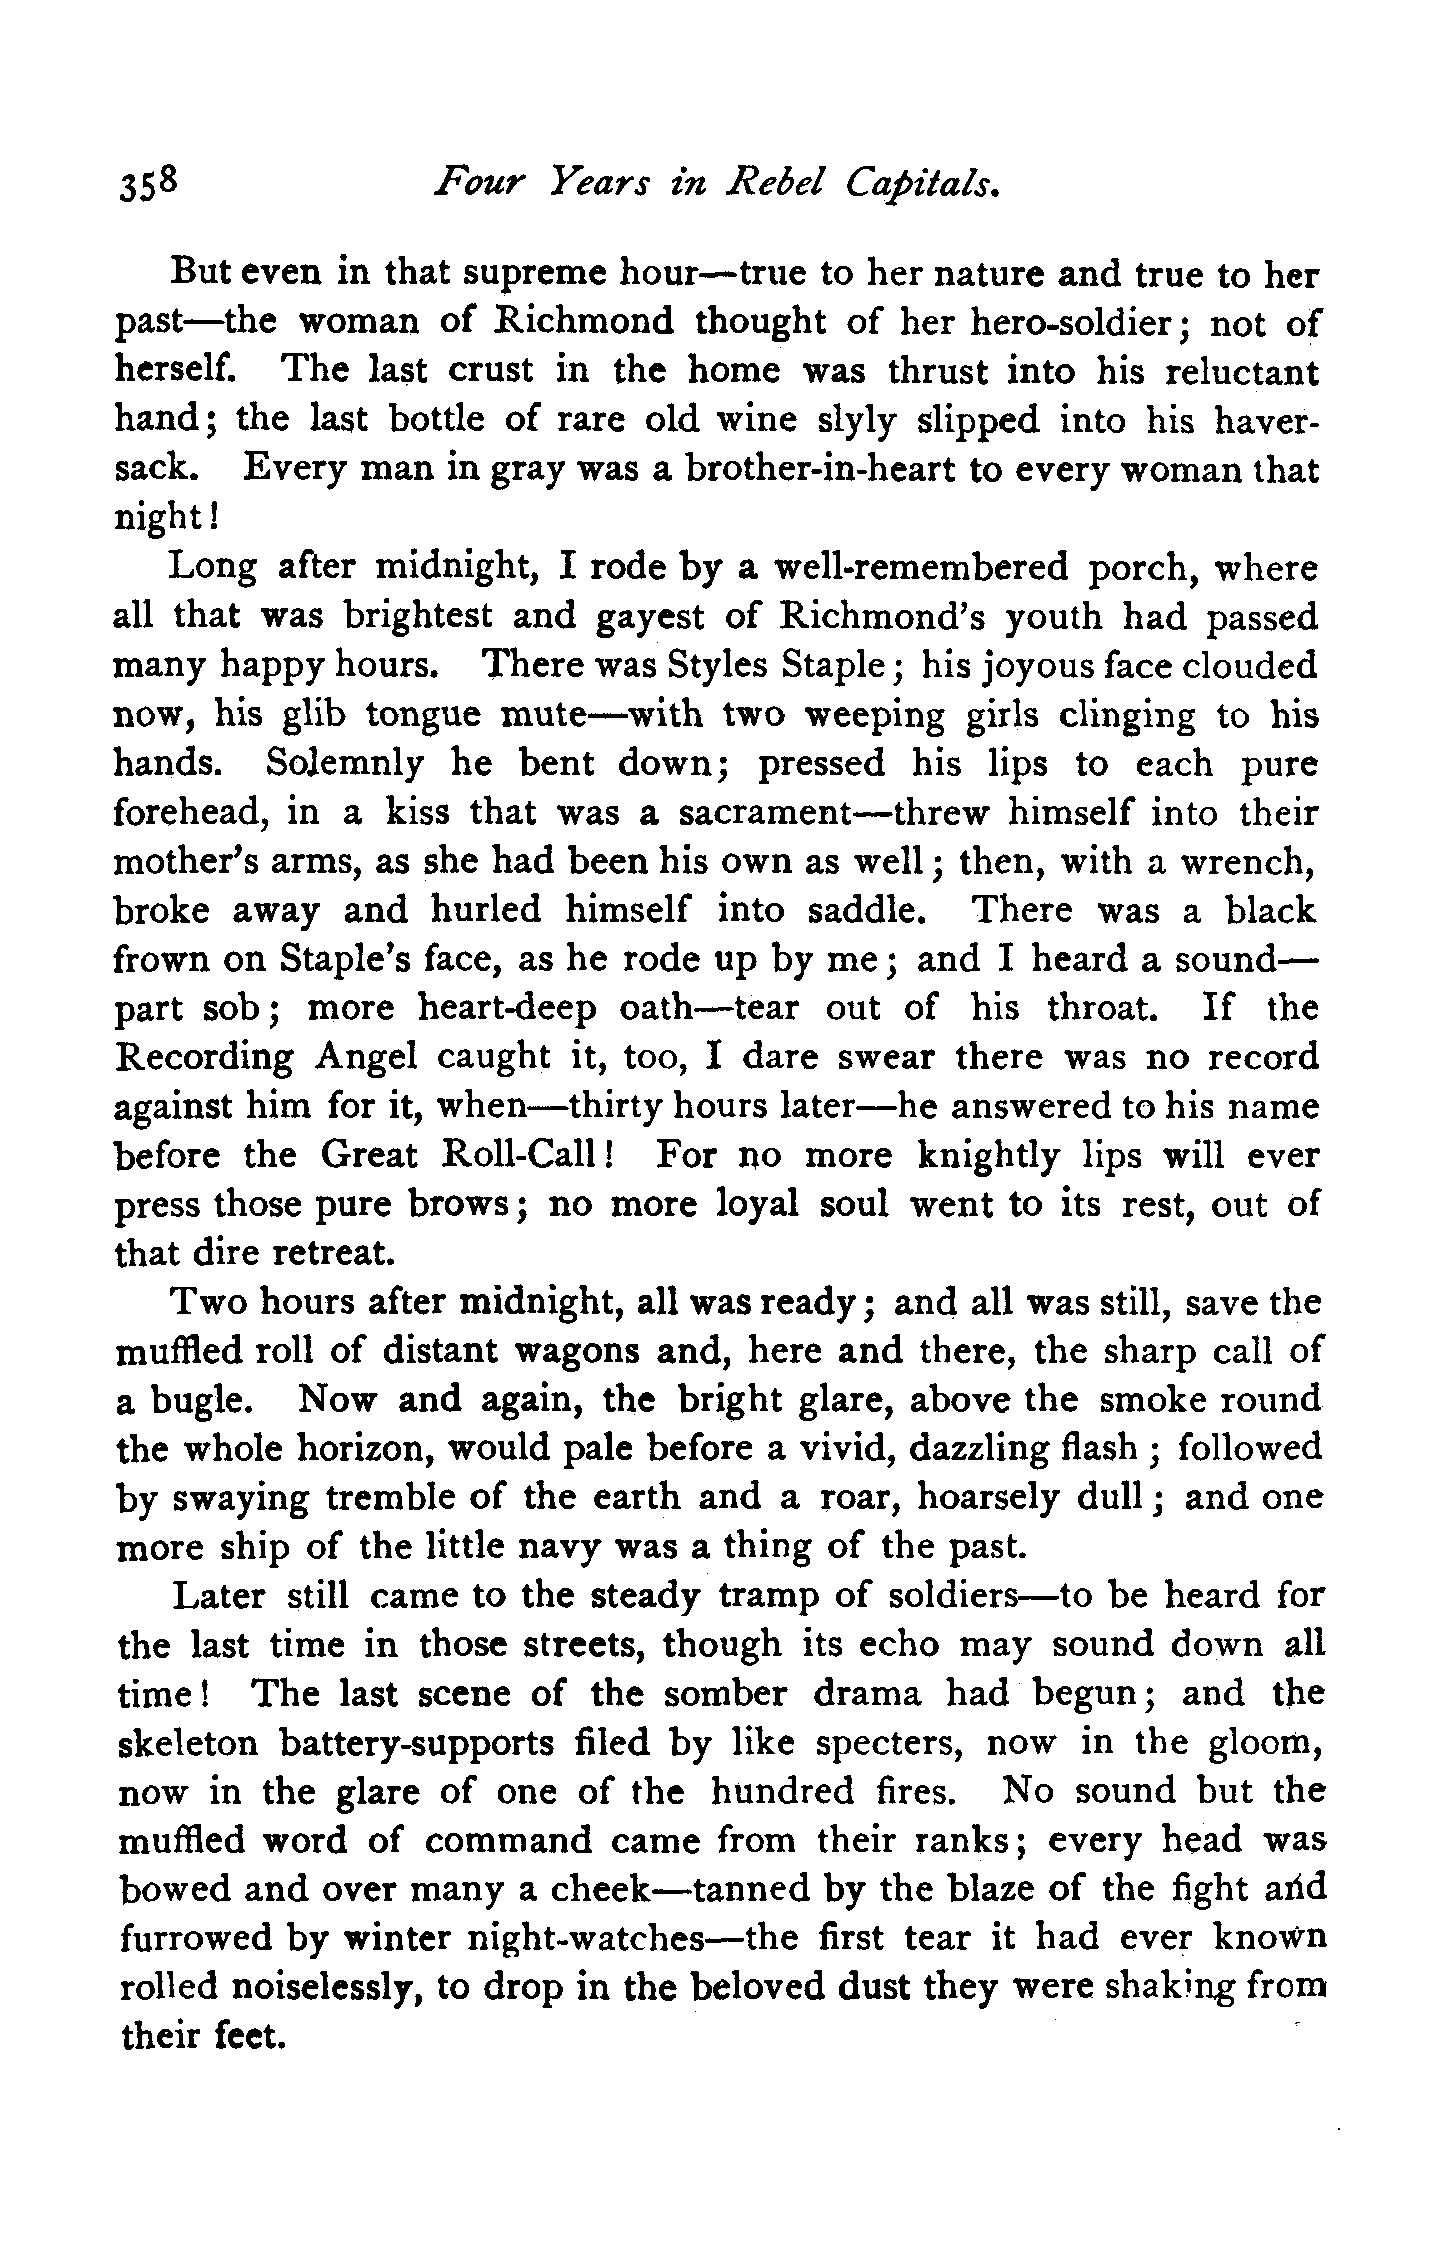 358 Four Years in Rebel Capitals.
But even in that supreme hour—true to her nature and true to her
past—the woman of Richmond thought of her hero-soldier; not of
herself. The last crust in the home was thrust into his reluctant
hand; the last bottle of rare old wine slyly slipped into his haver-
sack. Every man in gray was a brother-in-heart to every woman that
night!
Long after midnight, I rode by a well-remembered porch, where
all that was brightest and gayest of Richmond's youth had passed
many happy hours. There was Styles Staple; his joyous face clouded
now, his glib tongue mute—with two weeping girls clinging to his
hands. Solemnly he bent down; pressed his lips to each pure
forehead, in a kiss that was a sacrament—threw himself into their
mother's arms, as she had been his own as well; then, with a wrench,
broke away and hurled himself into saddle. There was a black
frown on Staple's face, as he rode up by me; and I heard a sound—
part sob; more heart-deep oath—tear out of his throat. If the
Recording Angel caught it, too, I dare swear there was no record
against him for it, when—thirty hours later—he answered to his name
before the Great Roll-Call! For no more knightly lips will ever
press those pure brows; no more loyal soul went to its rest, out of
that dire retreat.
Two hours after midnight, all was ready; and all was still, save the
muffled roll of distant wagons and, here and there, the sharp call of
a bugle. Now and again, the bright glare, above the smoke round
the whole horizon, would pale before a vivid, dazzling flash; followed
by swaying tremble of the earth and a roar, hoarsely dull; and one
more ship of the little navy was a thing of the past.
Later still came to the steady tramp of soldiers—to be heard for
the last time in those streets, though its echo may sound down all
time! The last scene of the somber drama had begun; and the
skeleton battery-supports filed by like specters, now in the gloom,
now in the glare of one of the hundred fires. No sound but the
muffled word of command came from their ranks; every head was
bowed and over many a cheek—tanned by the blaze of the fight and
furrowed by winter night-watches—the first tear it had ever known
rolled noiselessly, to drop in the beloved dust they were shaking from
their feet.